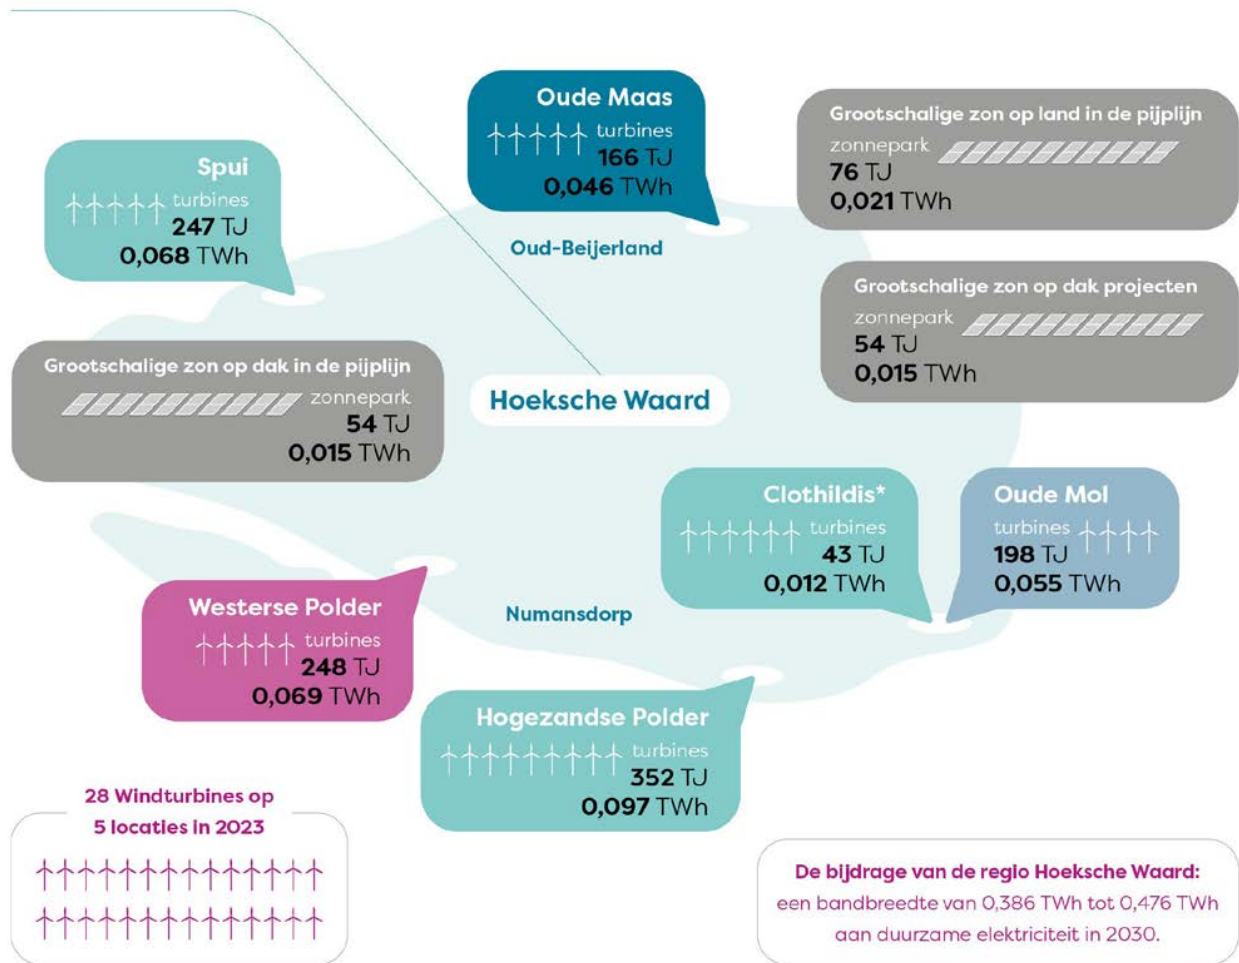 Oude Maas
turbines
166 TJ
0,046 TWh
Grootschalige zon op land in de pijplijn
zonnepark
76 TJ
0,021 TWh
Spui
turbines
247 TJ
0,068 TWh
Oud-Beijerland
Grootschalige zon op dak projecten
zonnepark
54 TJ
0,015 TWh
Grootschalige zon op dak in de pijplijn
zonnepark
54 TJ
0,015 TWh
Hoeksche Waard
Clothildis*
turbines
43 TJ
0,012 TWh
Oude Mol
turbines
198 TJ
0,055 TWh
Westerse Polder
turbines
248 TJ
0,069 TWh
Numansdorp
Hogezandse Polder
turbines
352 TJ
0,097 TWh
28 Windturbines op
5 locaties in 2023
De bijdrage van de regio Hoeksche Waard:
een bandbreedte van 0,386 TWh tot 0,476 TWh
aan duurzame elektriciteit in 2030.